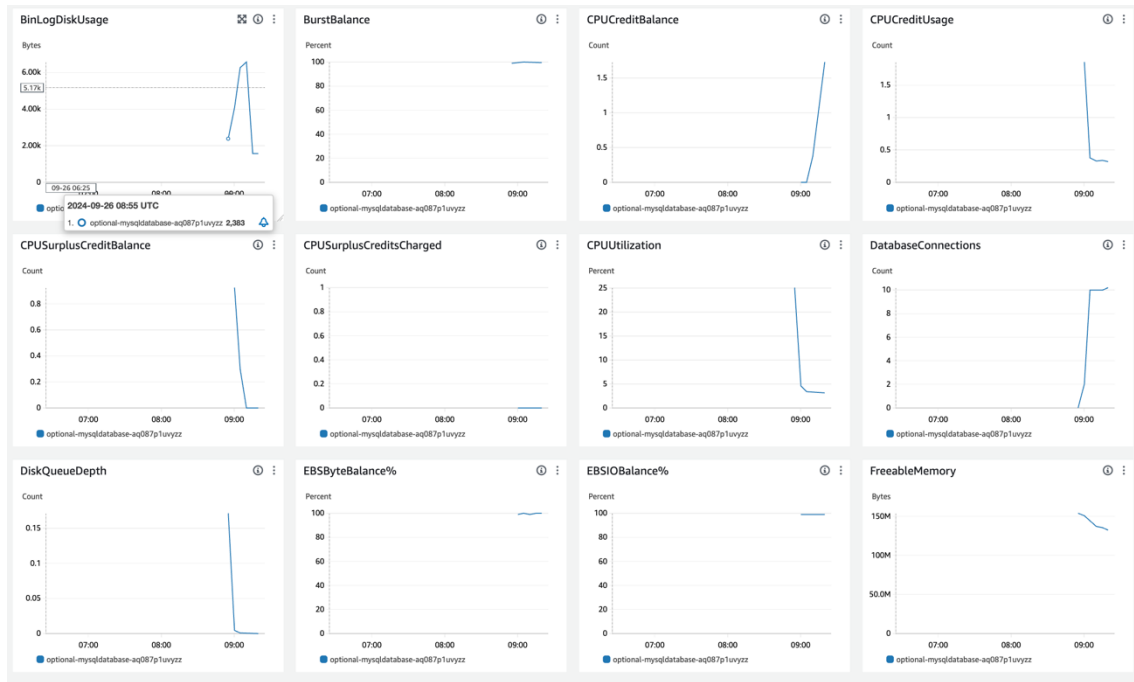 BinLogDiskUsage
Bytes
6.00k
5.17k
4.00k
2.00k
0
09-26 06:25
08:00
09:00
2024-09-26 08:55 UTC
1. optional-mysqldatabase-aq087p1uvyzz 2,383
BurstBalance
Percent
100
80
60
40
20
0
07:00 08:00 09:00
optional-mysqldatabase-aq087p1uvyzz
CPUCreditBalance
Count
1.5
1
0.5
0
07:00 08:00 09:00
optional-mysqldatabase-aq087p1uvyzz
CPUCreditUsage
Count
1.5
1
0.5
0
07:00 08:00 09:00
optional-mysqldatabase-aq087p1uvyzz
CPUSurplusCreditBalance
Count
0.8
0.6
0.4
0.2
0
07:00 08:00 09:00
optional-mysqldatabase-aq087p1uvyzz
CPUSurplusCreditsCharged
Count
1
0.8
0.6
0.4
0.2
0
07:00 08:00 09:00
optional-mysqldatabase-aq087p1uvyzz
CPUUtilization
Percent
25
20
15
10
5
0
07:00 08:00 09:00
optional-mysqldatabase-aq087p1uvyzz
DatabaseConnections
Count
10
8
6
4
2
0
07:00 08:00 09:00
optional-mysqldatabase-aq087p1uvyzz
DiskQueueDepth
Count
0.15
0.1
0.05
0
07:00 08:00 09:00
optional-mysqldatabase-aq087p1uvyzz
EBSByteBalance%
Percent
100
80
60
40
20
0
07:00 08:00 09:00
optional-mysqldatabase-aq087p1uvyzz
EBSIOBalance%
Percent
100
80
60
40
20
0
07:00 08:00 09:00
optional-mysqldatabase-aq087p1uvyzz
FreeableMemory
Bytes
150M
100M
50.0M
0
07:00 08:00 09:00
optional-mysqldatabase-aq087p1uvyzz